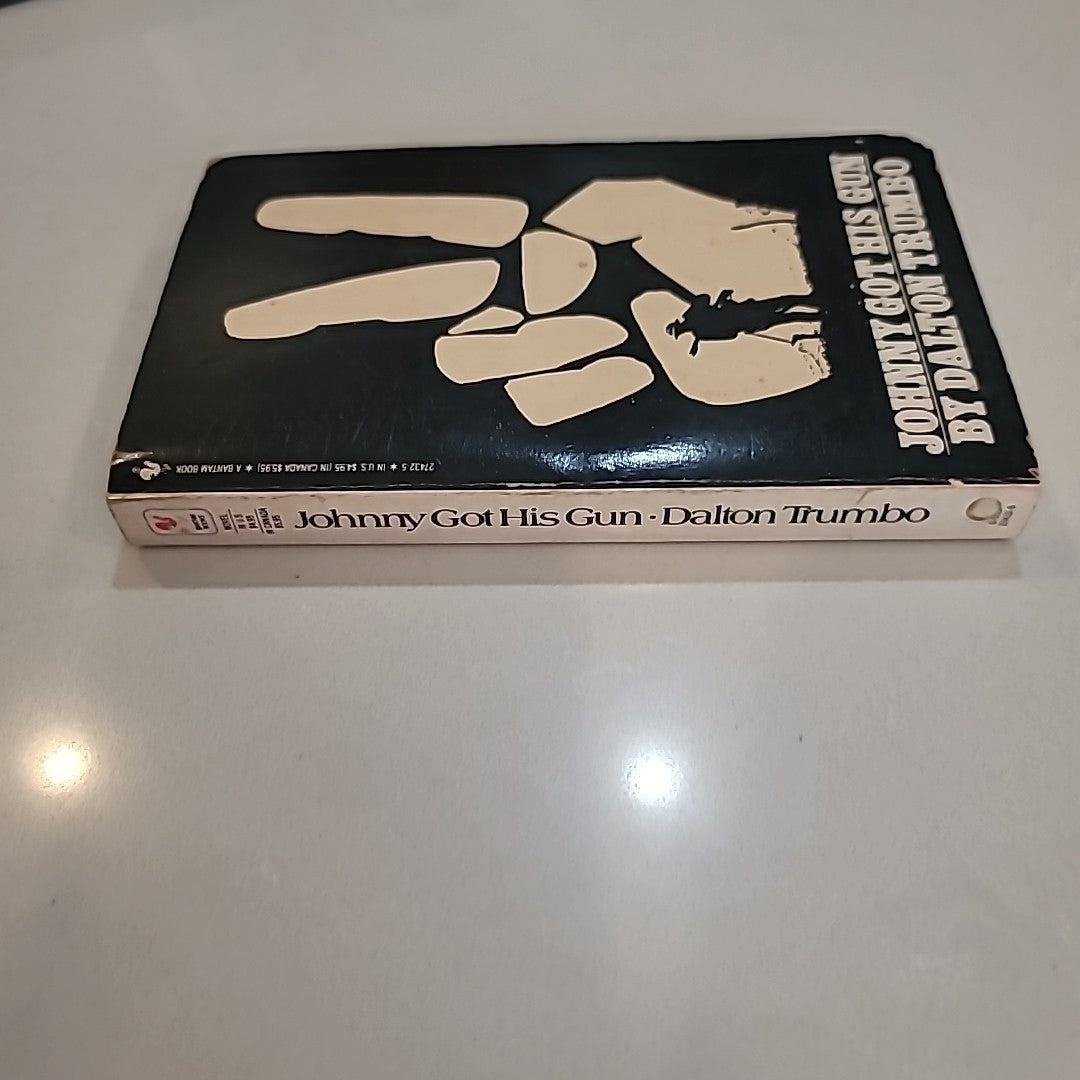 JOHNNY GOT HIS GUN
BY DALTON TRUMBO
27432-5 ★ IN U.S. $4.95 (IN CANADA $5.95) ★ A BANTAM BOOK
Johnny Got His Gun · Dalton Trumbo